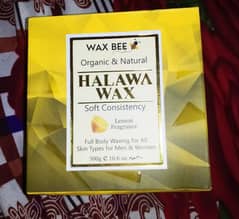 WAX BEE
Organic & Natural
HALAWA
WAX
Soft Consistency
Lemon
Fragrance
Full Body Waxing for All
Skin Types for Men & Women
300g